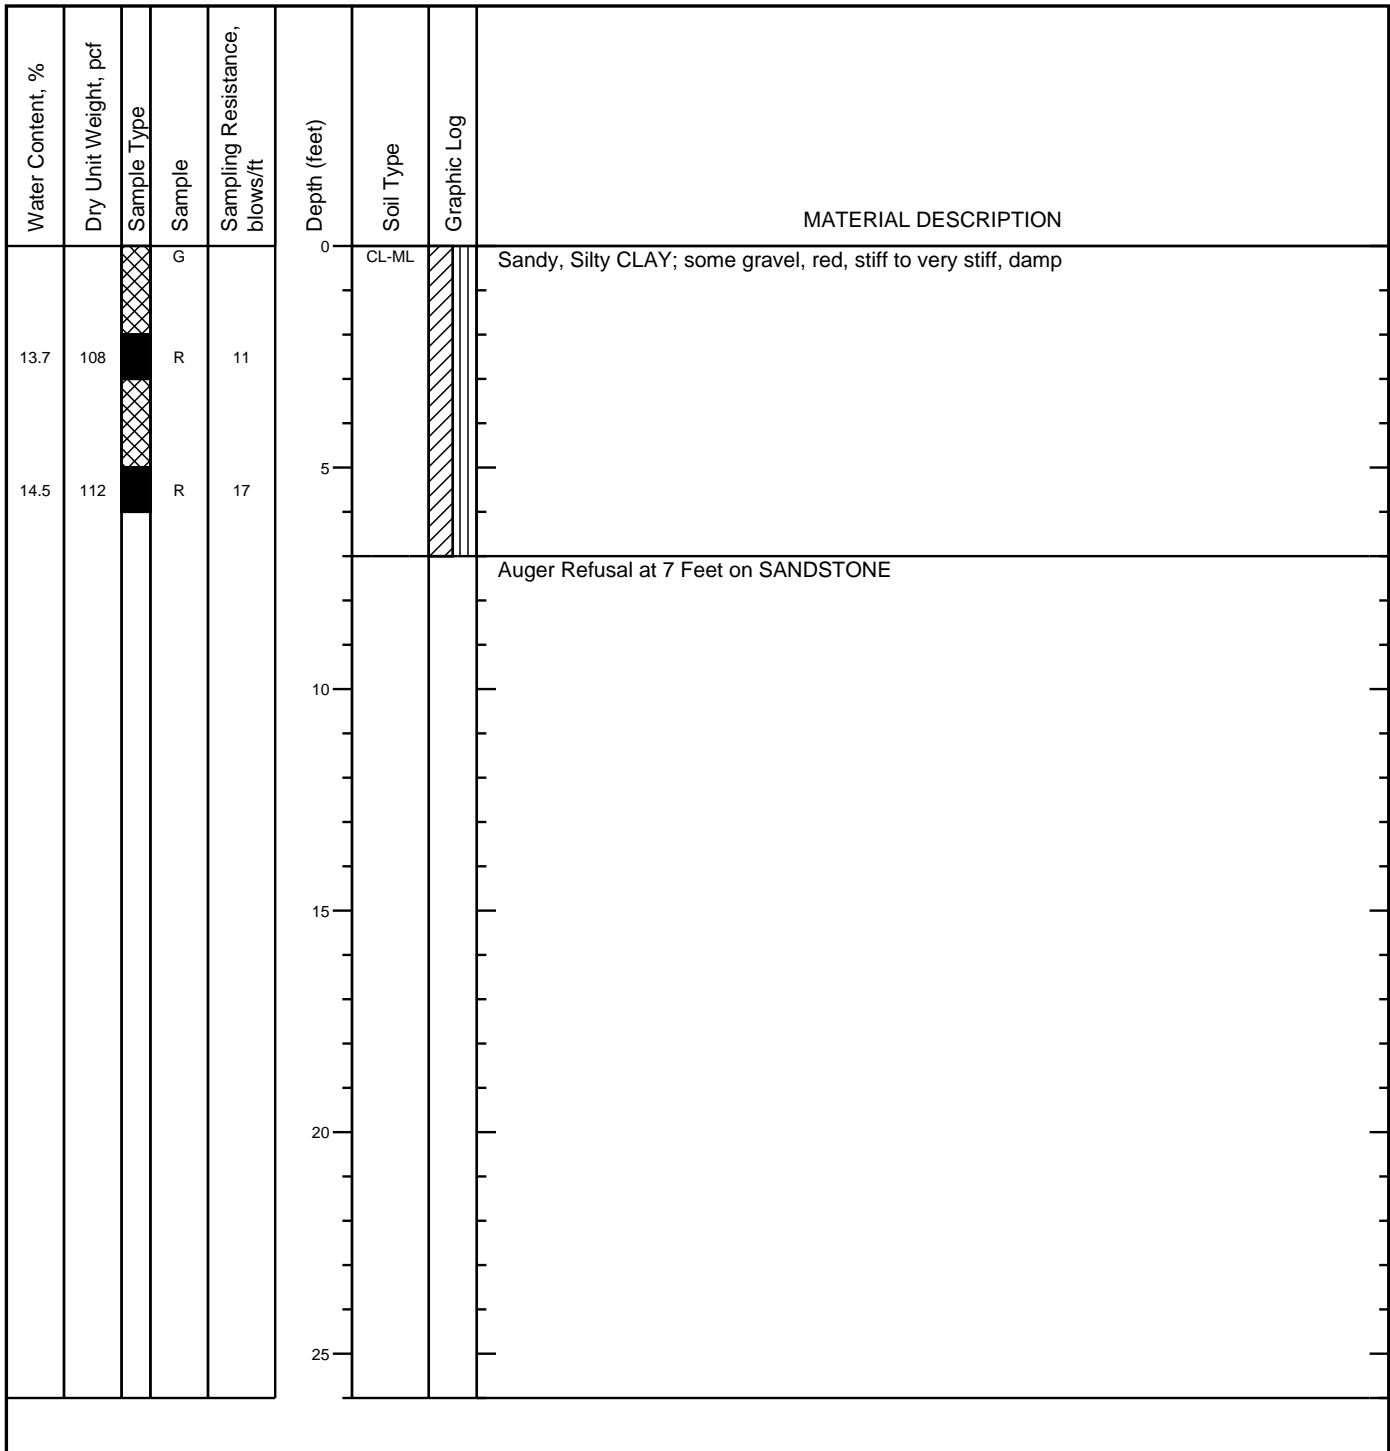 Water Content, %
Dry Unit Weight, pcf
Sample Type
Sample
Sampling Resistance,
blows/ft
Depth (feet)
Soil Type
Graphic Log
MATERIAL DESCRIPTION
0
G
CL-ML
Sandy, Silty CLAY; some gravel, red, stiff to very stiff, damp
13.7
108
R
11
5
14.5
112
R
17
Auger Refusal at 7 Feet on SANDSTONE
10
15
20
25